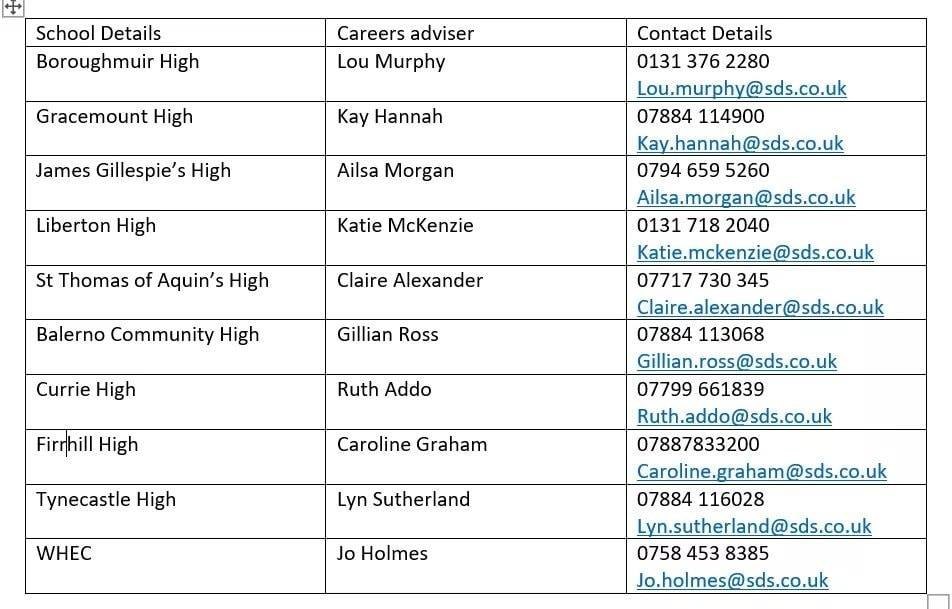 School Details Careers adviser Contact Details
Boroughmuir High Lou Murphy 0131 376 2280
Lou.murphy@sds.co.uk
Gracemount High Kay Hannah 07884 114900
Kay.hannah@sds.co.uk
James Gillespie’s High Ailsa Morgan 0794 659 5260
Ailsa.morgan@sds.co.uk
Liberton High Katie McKenzie 0131 718 2040
Katie.mckenzie@sds.co.uk
St Thomas of Aquin’s High Claire Alexander 07717 730 345
Claire.alexander@sds.co.uk
Balerno Community High Gillian Ross 07884 113068
Gillian.ross@sds.co.uk
Currie High Ruth Addo 07799 661839
Ruth.addo@sds.co.uk
Firrhill High Caroline Graham 07887833200
Caroline.graham@sds.co.uk
Tynecastle High Lyn Sutherland 07884 116028
Lyn.sutherland@sds.co.uk
WHEC Jo Holmes 0758 453 8385
Jo.holmes@sds.co.uk